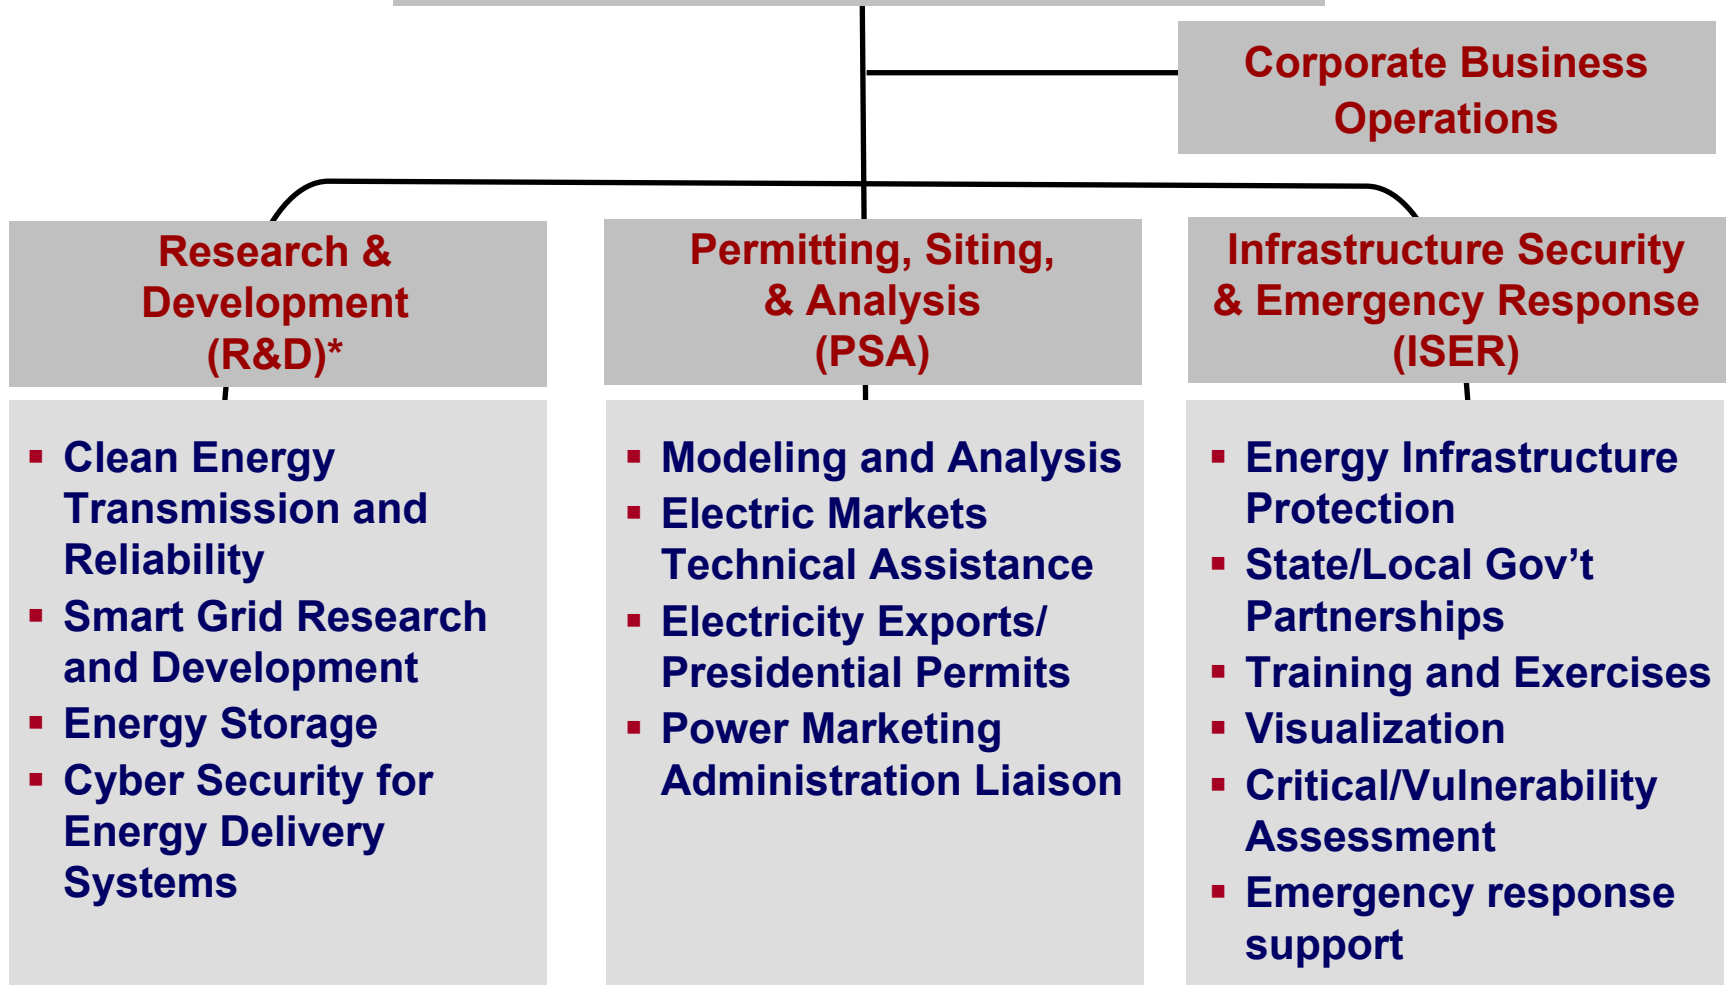 Corporate Business
Operations
Research &
Development
(R&D)*
Permitting, Siting,
& Analysis
(PSA)
Infrastructure Security
& Emergency Response
(ISER)
▪ Clean Energy
Transmission and
Reliability
▪ Smart Grid Research
and Development
▪ Energy Storage
▪ Cyber Security for
Energy Delivery
Systems
▪ Modeling and Analysis
▪ Electric Markets
Technical Assistance
▪ Electricity Exports/
Presidential Permits
▪ Power Marketing
Administration Liaison
▪ Energy Infrastructure
Protection
▪ State/Local Gov’t
Partnerships
▪ Training and Exercises
▪ Visualization
▪ Critical/Vulnerability
Assessment
▪ Emergency response
support